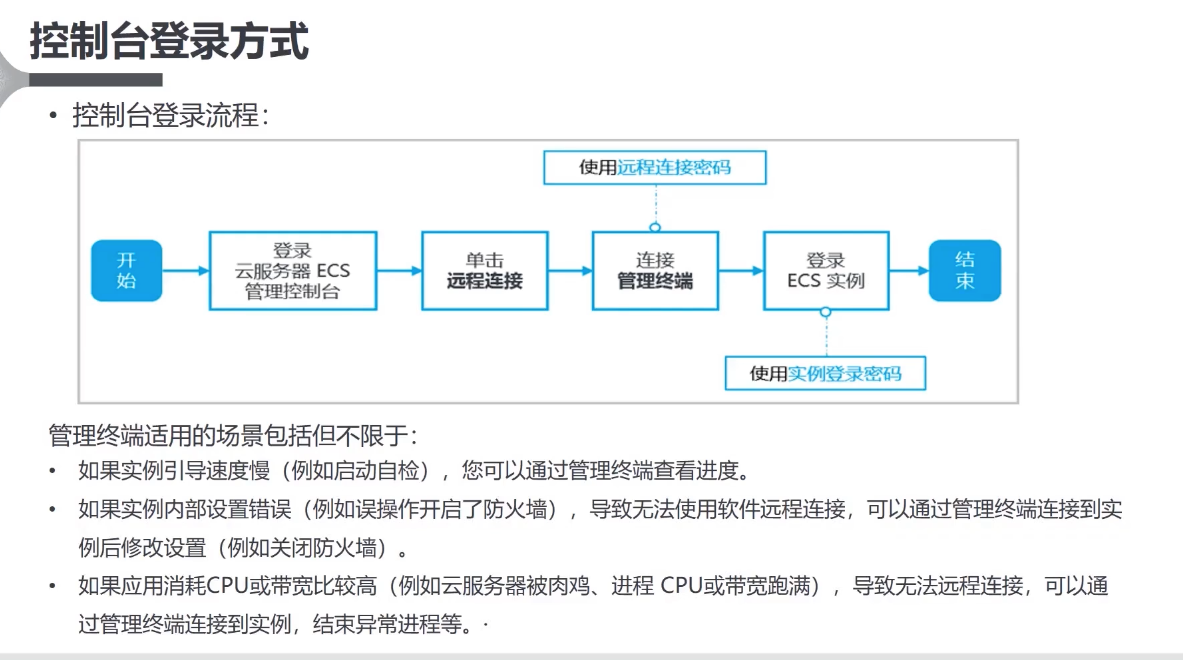 控制台登录方式
• 控制台登录流程：
使用远程连接密码
开
始
登录
云服务器 ECS
管理控制台
单击
远程连接
连接
管理终端
登录
ECS 实例
结
束
使用实例登录密码
管理终端适用的场景包括但不限于：
• 如果实例引导速度慢（例如启动自检），您可以通过管理终端查看进度。
• 如果实例内部设置错误（例如误操作开启了防火墙），导致无法使用软件远程连接，可以通过管理终端连接到实
例后修改设置（例如关闭防火墙）。
• 如果应用消耗CPU或带宽比较高（例如云服务器被肉鸡、进程 CPU或带宽跑满），导致无法远程连接，可以通
过管理终端连接到实例，结束异常进程等。·